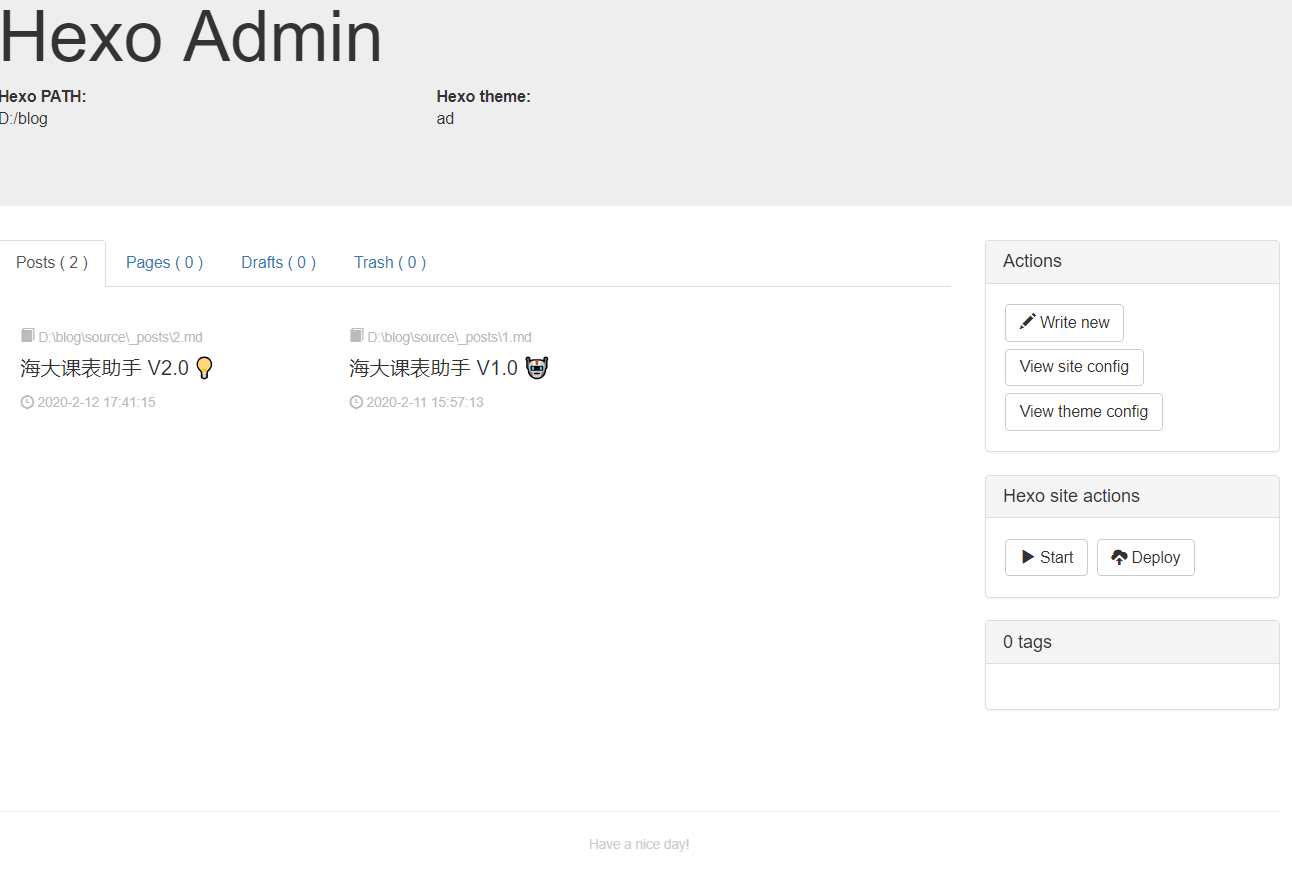 Hexo Admin
Hexo PATH:
D:/blog
Hexo theme:
ad
Posts ( 2 )
Pages ( 0 )
Drafts ( 0 )
Trash ( 0 )
D:\blog\source\_posts\2.md
海大课表助手 V2.0 💡
2020-2-12 17:41:15
D:\blog\source\_posts\1.md
海大课表助手 V1.0 🤖
2020-2-11 15:57:13
Actions
Write new
View site config
View theme config
Hexo site actions
Start
Deploy
0 tags
Have a nice day!